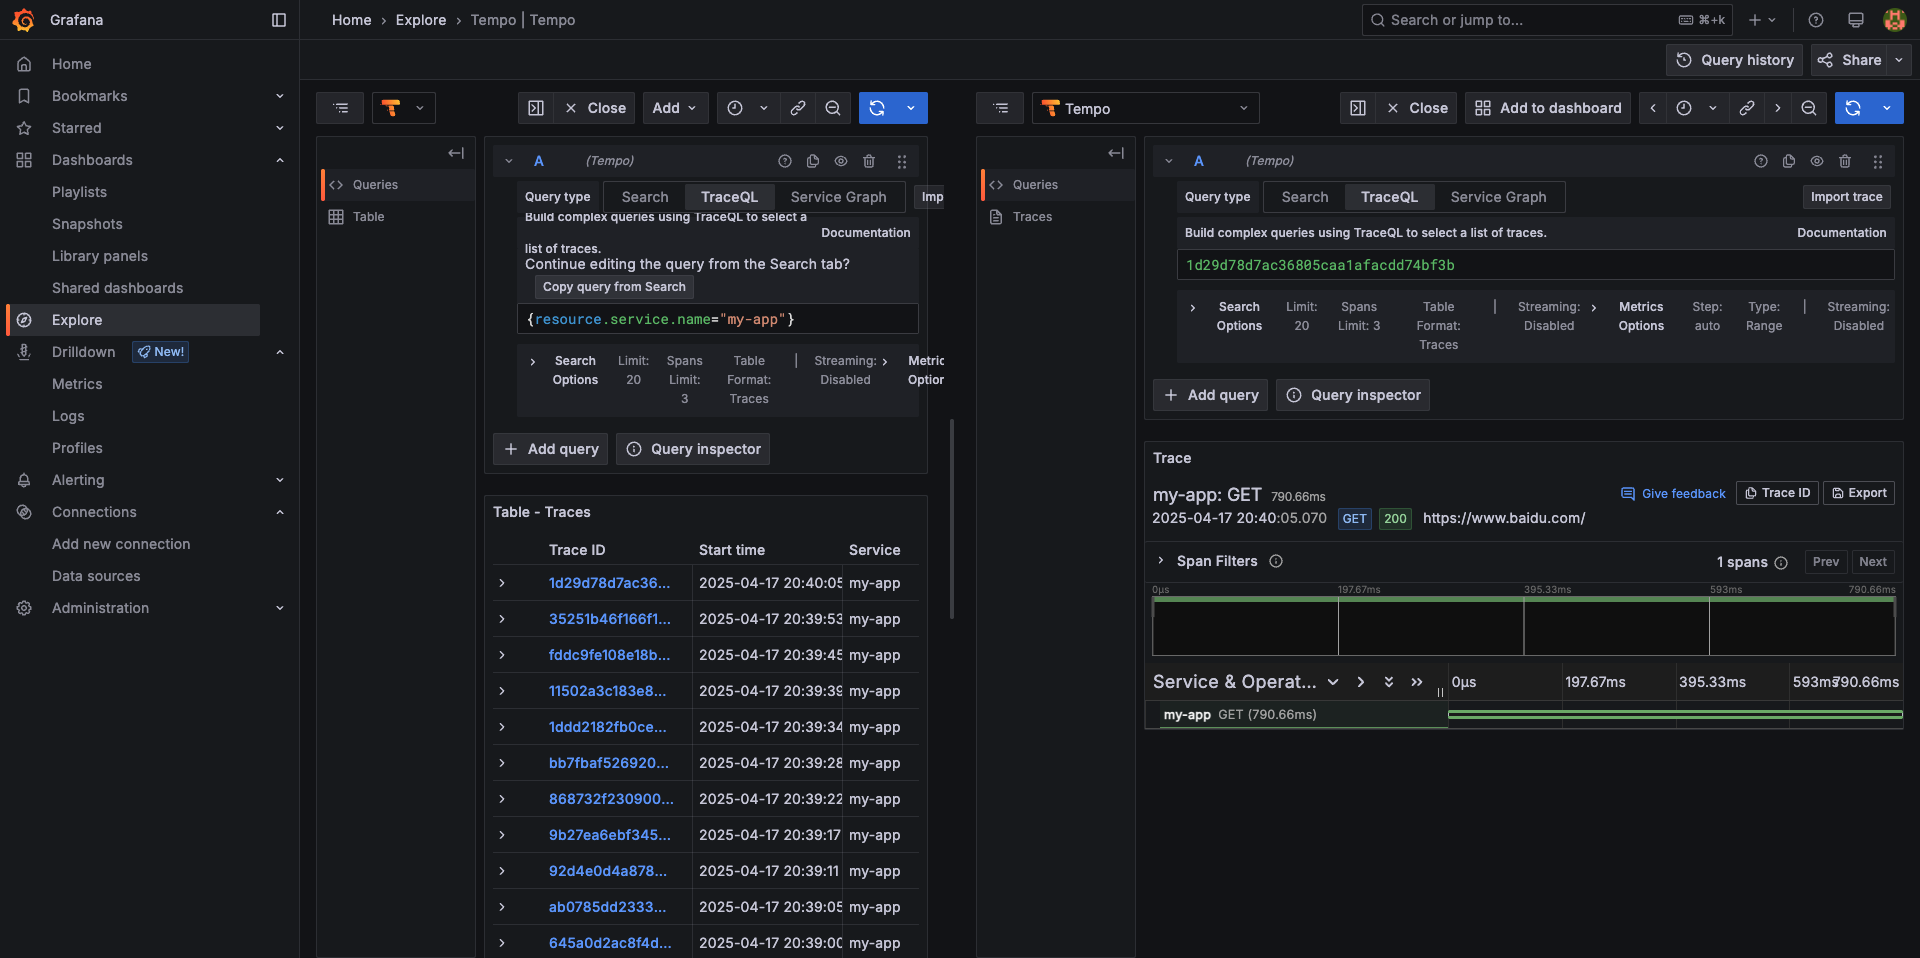 Grafana
Home › Explore › Tempo | Tempo
Search or jump to...
⌘+k
Query history
Share
Home
Bookmarks
Starred
Dashboards
Playlists
Snapshots
Library panels
Shared dashboards
Explore
Drilldown
New!
Metrics
Logs
Profiles
Alerting
Connections
Add new connection
Data sources
Administration
Close
Add
Queries
Table
A (Tempo)
Query type Search TraceQL Service Graph Imp
Build complex queries using TraceQL to select a
list of traces.
Documentation
Continue editing the query from the Search tab?
Copy query from Search
{resource.service.name="my-app"}
Search Options
Limit: 20
Spans Limit: 3
Table Format: Traces
|
Streaming: Disabled
Metric
Option
Add query
Query inspector
Table - Traces
Trace ID Start time Service
1d29d78d7ac36... 2025-04-17 20:40:05 my-app
35251b46f166f1... 2025-04-17 20:39:53 my-app
fddc9fe108e18b... 2025-04-17 20:39:45 my-app
11502a3c183e8... 2025-04-17 20:39:39 my-app
1ddd2182fb0ce... 2025-04-17 20:39:34 my-app
bb7fbaf526920... 2025-04-17 20:39:28 my-app
868732f230900... 2025-04-17 20:39:22 my-app
9b27ea6ebf345... 2025-04-17 20:39:17 my-app
92d4e0d4a878... 2025-04-17 20:39:11 my-app
ab0785dd2333... 2025-04-17 20:39:05 my-app
645a0d2ac8f4d... 2025-04-17 20:39:00 my-app
Tempo
Close
Add to dashboard
Queries
Traces
A (Tempo)
Query type Search TraceQL Service Graph Import trace
Build complex queries using TraceQL to select a list of traces.
Documentation
1d29d78d7ac36805caa1afacdd74bf3b
Search Options
Limit: 20
Spans Limit: 3
Table Format: Traces
|
Streaming: Disabled
Metrics Options
Step: auto
Type: Range
|
Streaming: Disabled
Add query
Query inspector
Trace
my-app: GET 790.66ms
Give feedback
Trace ID
Export
2025-04-17 20:40:05.070 GET 200 https://www.baidu.com/
Span Filters
1 spans
Prev
Next
0μs 197.67ms 395.33ms 593ms 790.66ms
Service & Operat...
0μs 197.67ms 395.33ms 593ms 790.66ms
my-app GET (790.66ms)